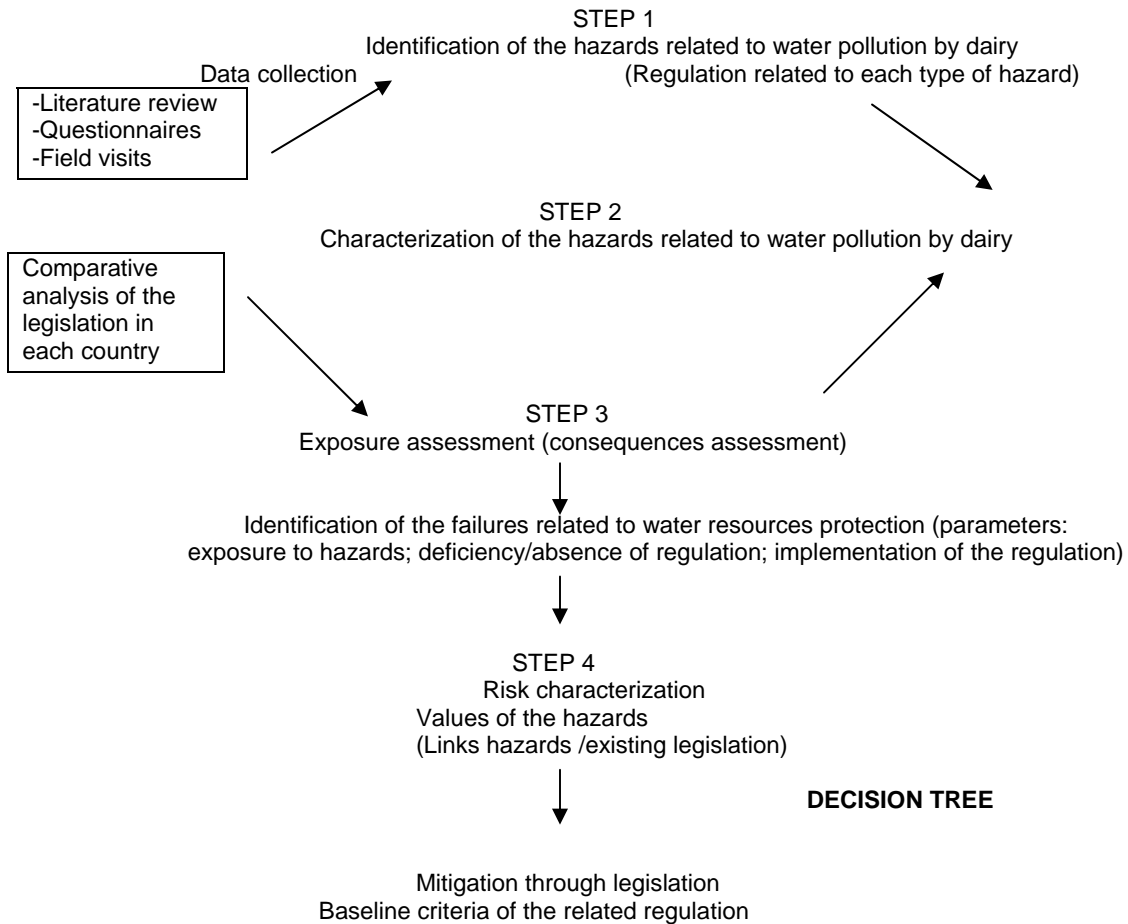 STEP 1
Identification of the hazards related to water pollution by dairy
Data collection
(Regulation related to each type of hazard)
-Literature review
-Questionnaires
-Field visits
STEP 2
Characterization of the hazards related to water pollution by dairy
Comparative
analysis of the
legislation in
each country
STEP 3
Exposure assessment (consequences assessment)
Identification of the failures related to water resources protection (parameters:
exposure to hazards; deficiency/absence of regulation; implementation of the regulation)
STEP 4
Risk characterization
Values of the hazards
(Links hazards /existing legislation)
DECISION TREE
Mitigation through legislation
Baseline criteria of the related regulation